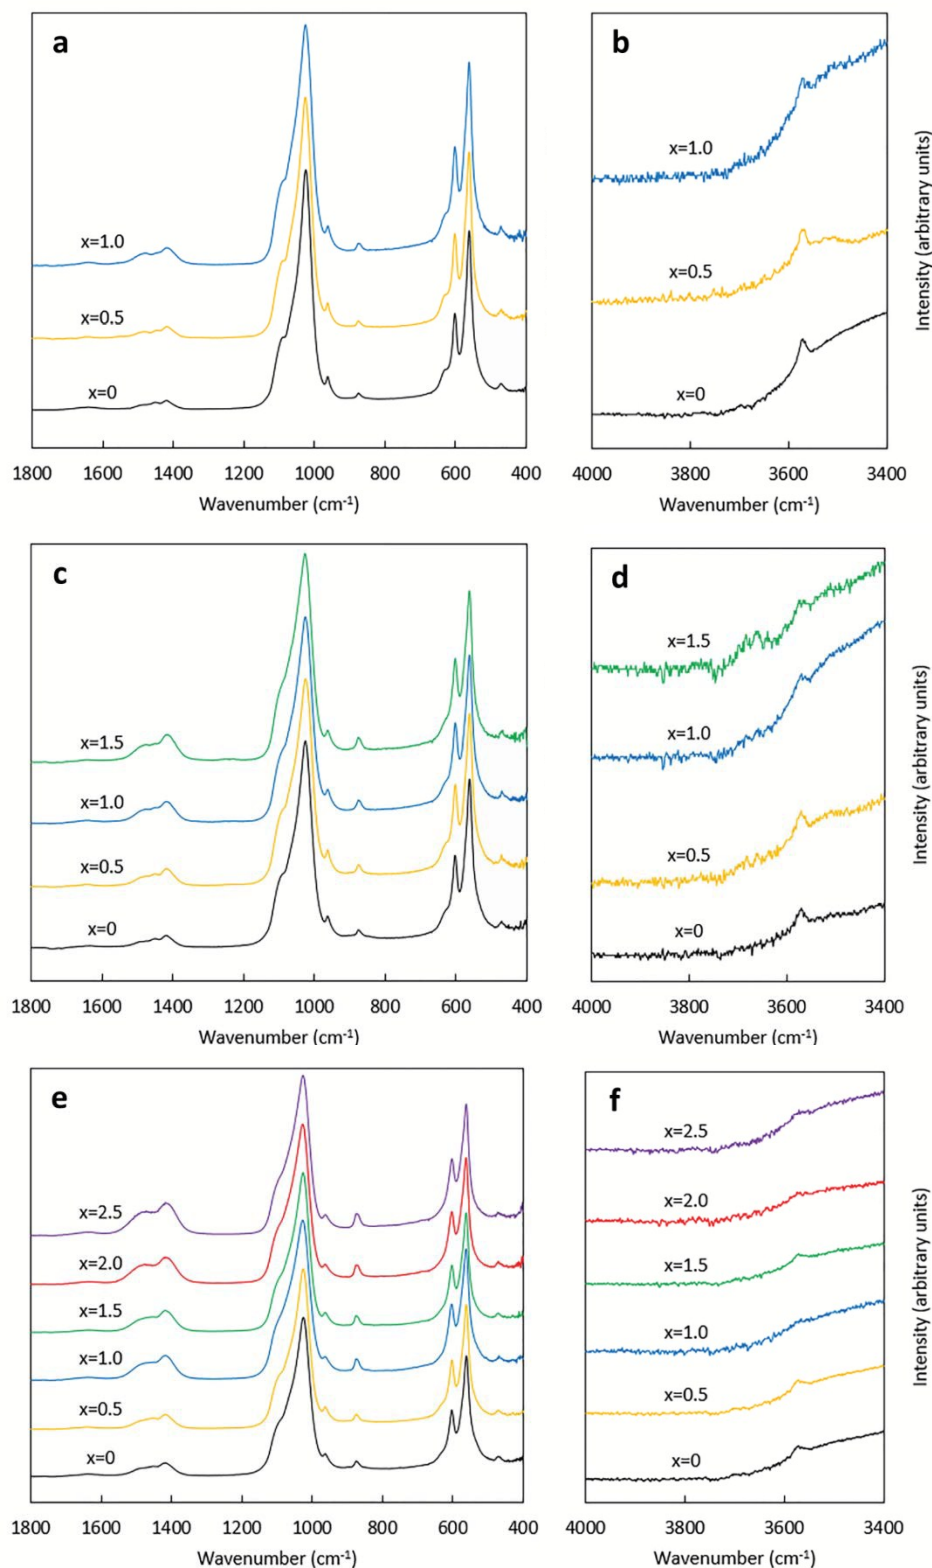 a
x=1.0
x=0.5
x=0
1800 1600 1400 1200 1000 800 600 400
Wavenumber (cm⁻¹)
b
x=1.0
x=0.5
x=0
4000 3800 3600 3400
Wavenumber (cm⁻¹)
Intensity (arbitrary units)
c
x=1.5
x=1.0
x=0.5
x=0
1800 1600 1400 1200 1000 800 600 400
Wavenumber (cm⁻¹)
d
x=1.5
x=1.0
x=0.5
x=0
4000 3800 3600 3400
Wavenumber (cm⁻¹)
Intensity (arbitrary units)
e
x=2.5
x=2.0
x=1.5
x=1.0
x=0.5
x=0
1800 1600 1400 1200 1000 800 600 400
Wavenumber (cm⁻¹)
f
x=2.5
x=2.0
x=1.5
x=1.0
x=0.5
x=0
4000 3800 3600 3400
Wavenumber (cm⁻¹)
Intensity (arbitrary units)